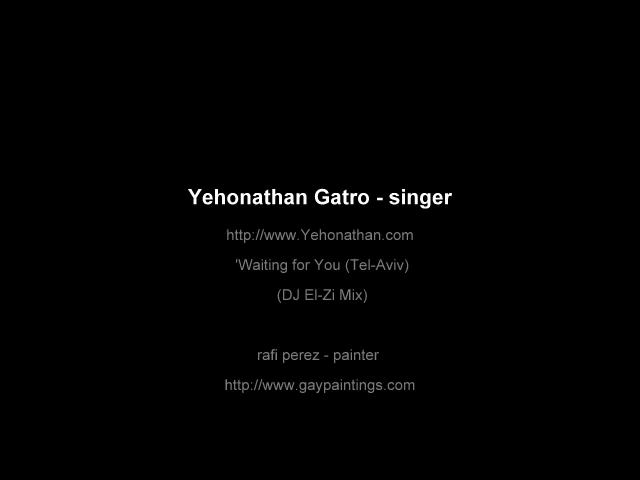 Yehonathan Gatro - singer
http://www.Yehonathan.com
'Waiting for You (Tel-Aviv)
(DJ El-Zi Mix)
rafi perez - painter
http://www.gaypaintings.com